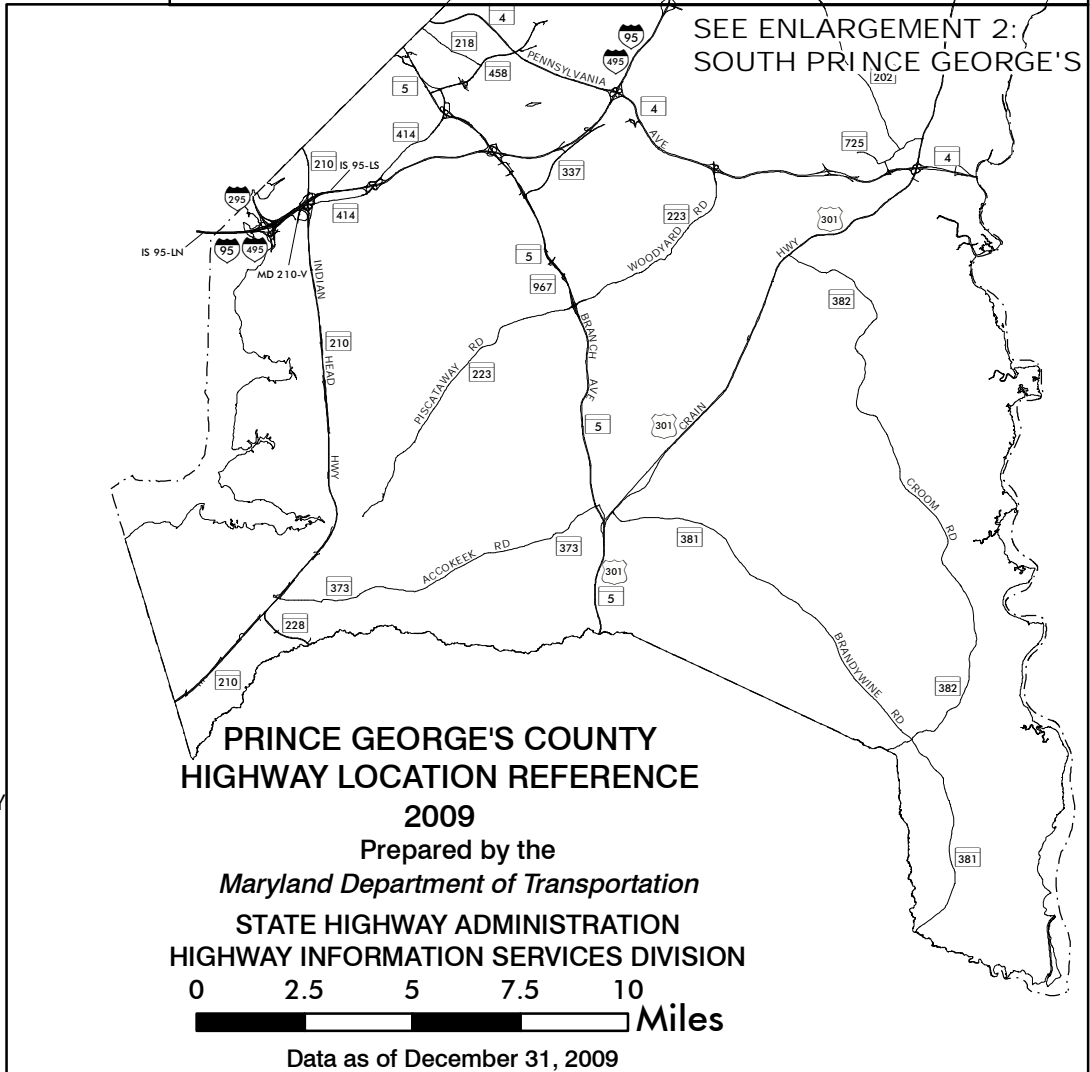 SEE ENLARGEMENT 2:
SOUTH PRINCE GEORGE'S
4
218
458
5
414
PENNSYLVANIA
95
495
4
AVE
202
725
4
210
IS 95-LS
337
295
414
223
WOODYARD RD
301
HWY
IS 95-LN
95
495
MD 210-V
5
967
382
INDIAN
HEAD
HWY
210
PISCATAWAY RD
223
BRANCH
AVE
5
301
CRAIN
CROOM RD
373
ACCOKEEK RD
373
381
301
5
228
210
BRANDYWINE RD
382
381
PRINCE GEORGE'S COUNTY
HIGHWAY LOCATION REFERENCE
2009
Prepared by the
Maryland Department of Transportation
STATE HIGHWAY ADMINISTRATION
HIGHWAY INFORMATION SERVICES DIVISION
0 2.5 5 7.5 10
Miles
Data as of December 31, 2009